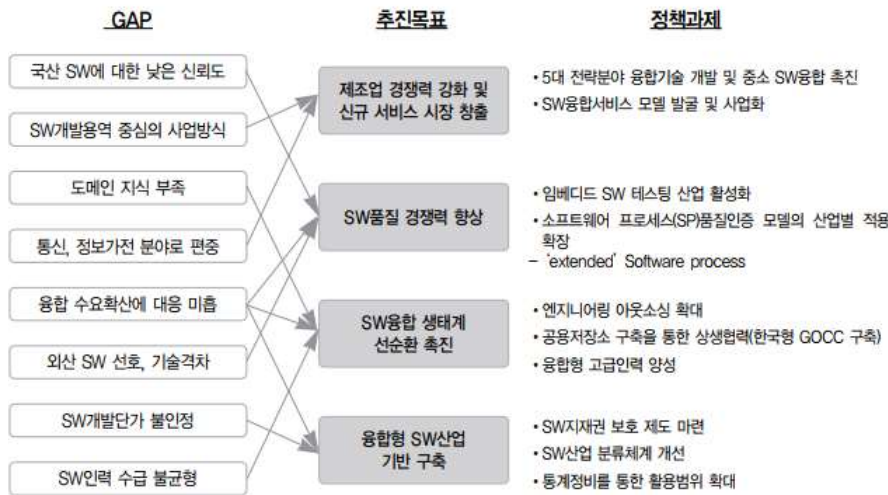 GAP
추진목표
정책과제
국산 SW에 대한 낮은 신뢰도
SW개발용역 중심의 사업방식
도메인 지식 부족
통신, 정보가전 분야로 편중
융합 수요확산에 대응 미흡
외산 SW 선호, 기술격차
SW개발단가 불인정
SW인력 수급 불균형
제조업 경쟁력 강화 및
신규 서비스 시장 창출
SW품질 경쟁력 향상
SW융합 생태계
선순환 촉진
융합형 SW산업
기반 구축
• 5대 전략분야 융합기술 개발 및 중소 SW융합 촉진
• SW융합서비스 모델 발굴 및 사업화
• 임베디드 SW 테스팅 산업 활성화
• 소프트웨어 프로세스(SP)품질인증 모델의 산업별 적용
확장
– ‘extended’ Software process
• 엔지니어링 아웃소싱 확대
• 공용저장소 구축을 통한 상생협력(한국형 GOCC 구축)
• 융합형 고급인력 양성
• SW지재권 보호 제도 마련
• SW산업 분류체계 개선
• 통계정비를 통한 활용범위 확대